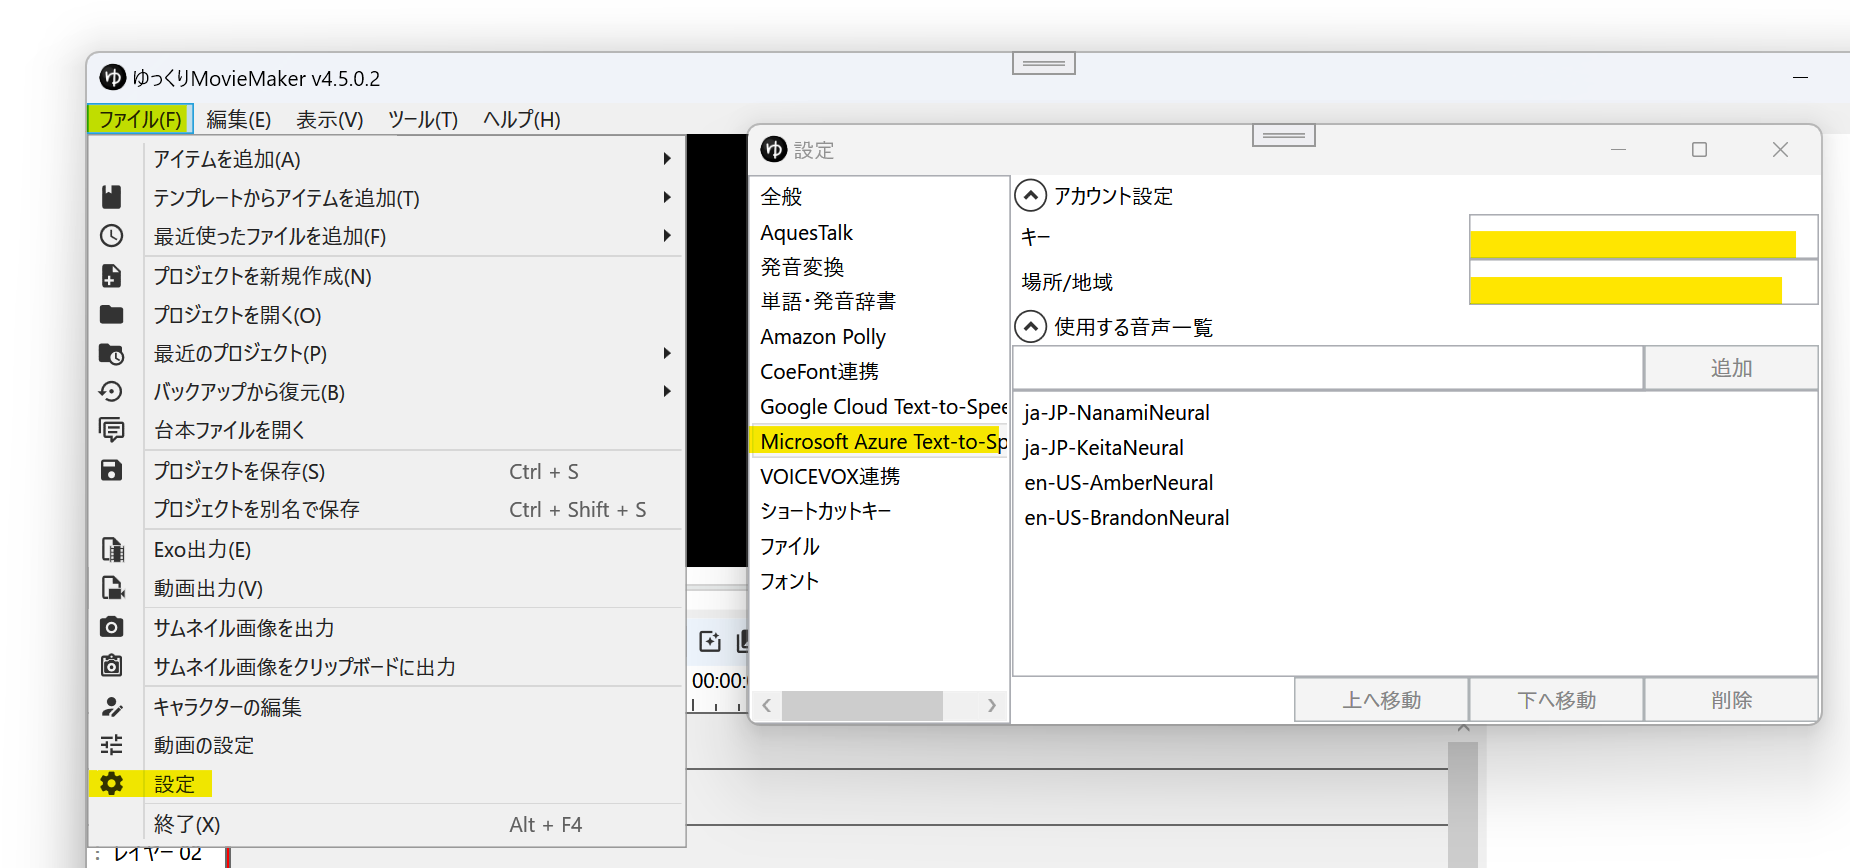 ゆっくりMovieMaker v4.5.0.2
ファイル(F) 編集(E) 表示(V) ツール(T) ヘルプ(H)
アイテムを追加(A)
テンプレートからアイテムを追加(T)
最近使ったファイルを追加(F)
プロジェクトを新規作成(N)
プロジェクトを開く(O)
最近のプロジェクト(P)
バックアップから復元(B)
台本ファイルを開く
プロジェクトを保存(S) Ctrl + S
プロジェクトを別名で保存 Ctrl + Shift + S
Exo出力(E)
動画出力(V)
サムネイル画像を出力
サムネイル画像をクリップボードに出力
キャラクターの編集
動画の設定
設定
終了(X) Alt + F4
レイヤー 02
00:00:
設定
全般
AquesTalk
発音変換
単語・発音辞書
Amazon Polly
CoeFont連携
Google Cloud Text-to-Spee
Microsoft Azure Text-to-Sp
VOICEVOX連携
ショートカットキー
ファイル
フォント
アカウント設定
キー
場所/地域
使用する音声一覧
追加
ja-JP-NanamiNeural
ja-JP-KeitaNeural
en-US-AmberNeural
en-US-BrandonNeural
上へ移動 下へ移動 削除